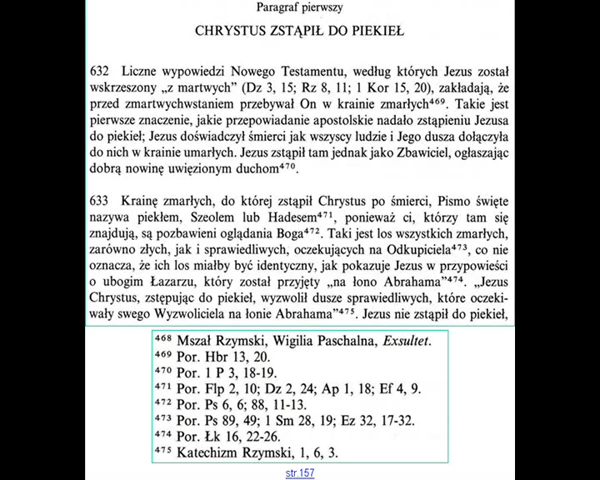 Paragraf pierwszy
CHRYSTUS ZSTĄPIŁ DO PIEKIEŁ
632 Liczne wypowiedzi Nowego Testamentu, według których Jezus został
wskrzeszony „z martwych” (Dz 3, 15; Rz 8, 11; 1 Kor 15, 20), zakładają, że
przed zmartwychwstaniem przebywał On w krainie zmarłych⁴⁶⁹. Takie jest
pierwsze znaczenie, jakie przepowiadanie apostolskie nadało zstąpieniu Jezusa
do piekieł; Jezus doświadczył śmierci jak wszyscy ludzie i Jego dusza dołączyła
do nich w krainie umarłych. Jezus zstąpił tam jednak jako Zbawiciel, ogłaszając
dobrą nowinę uwięzionym duchom⁴⁷⁰.
633 Krainę zmarłych, do której zstąpił Chrystus po śmierci, Pismo święte
nazywa piekłem, Szeolem lub Hadesem⁴⁷¹, ponieważ ci, którzy tam się
znajdują, są pozbawieni oglądania Boga⁴⁷². Taki jest los wszystkich zmarłych,
zarówno złych, jak i sprawiedliwych, oczekujących na Odkupiciela⁴⁷³, co nie
oznacza, że ich los miałby być identyczny, jak pokazuje Jezus w przypowieści
o ubogim Łazarzu, który został przyjęty „na łono Abrahama”⁴⁷⁴. „Jezus
Chrystus, zstępując do piekieł, wyzwolił dusze sprawiedliwych, które oczeki-
wały swego Wyzwoliciela na łonie Abrahama”⁴⁷⁵. Jezus nie zstąpił do piekieł,
⁴⁶⁸ Mszał Rzymski, Wigilia Paschalna, Exsultet.
⁴⁶⁹ Por. Hbr 13, 20.
⁴⁷⁰ Por. 1 P 3, 18-19.
⁴⁷¹ Por. Flp 2, 10; Dz 2, 24; Ap 1, 18; Ef 4, 9.
⁴⁷² Por. Ps 6, 6; 88, 11-13.
⁴⁷³ Por. Ps 89, 49; 1 Sm 28, 19; Ez 32, 17-32.
⁴⁷⁴ Por. Łk 16, 22-26.
⁴⁷⁵ Katechizm Rzymski, 1, 6, 3.
str.157